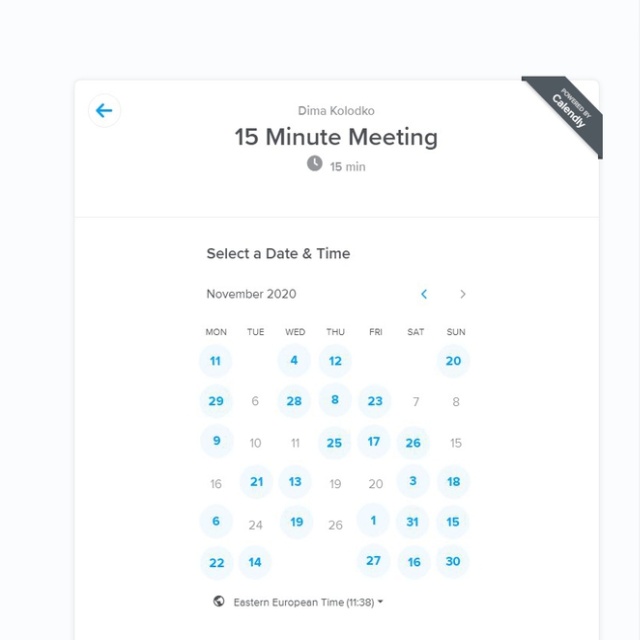 POWERED BY
Calendly
Dima Kolodko
15 Minute Meeting
15 min
Select a Date & Time
November 2020
MON TUE WED THU FRI SAT SUN
11 4 12 20
29 6 28 8 23 7 8
9 10 11 25 17 26 15
16 21 13 19 20 3 18
6 24 19 26 1 31 15
22 14 27 16 30
Eastern European Time (11:38)